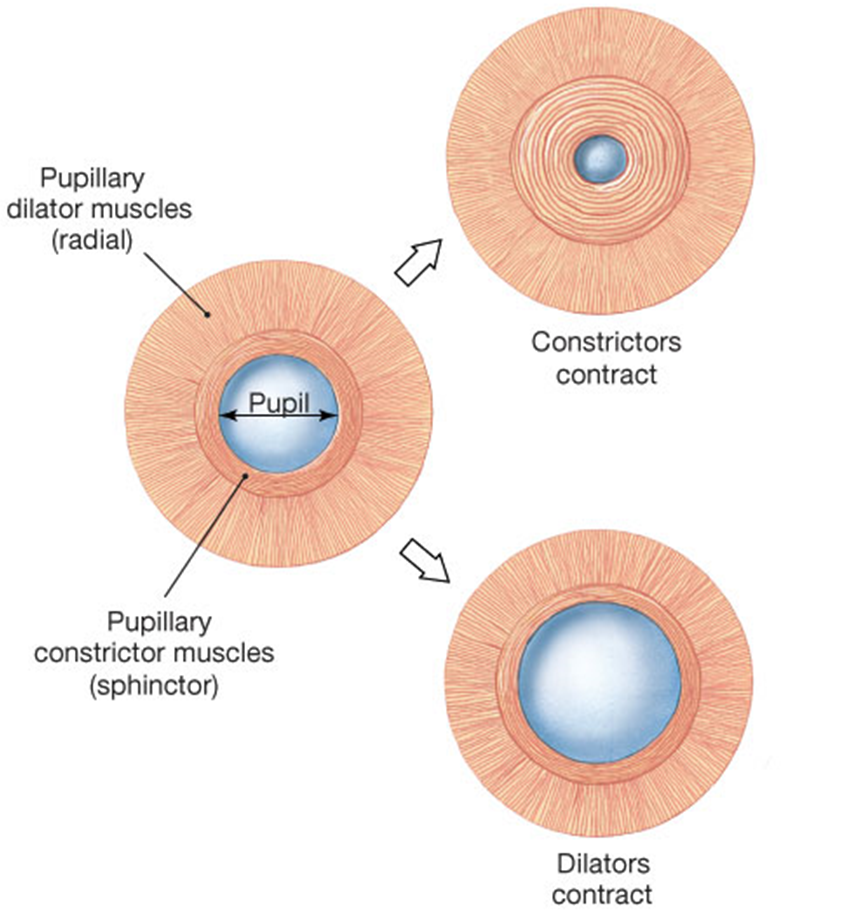 Pupillary
dilator muscles
(radial)
Pupil
Pupillary
constrictor muscles
(sphinctor)
Constrictors
contract
Dilators
contract